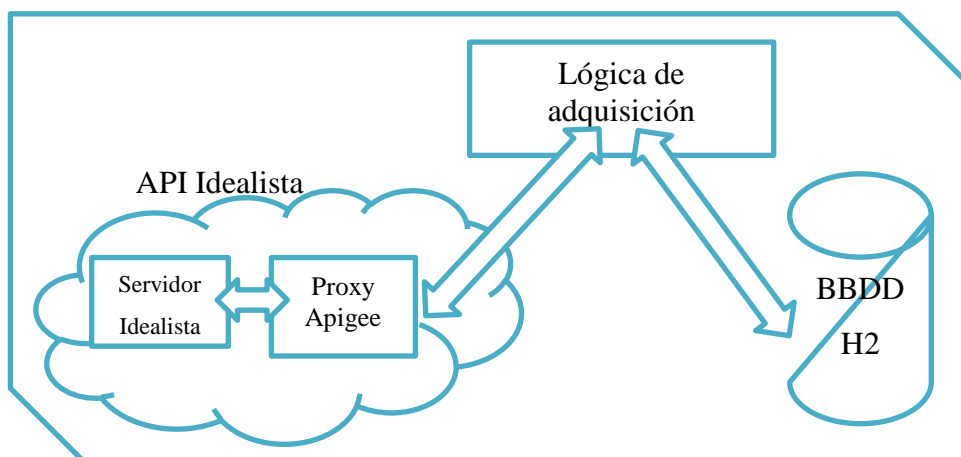 Lógica de
adquisición
API Idealista
Servidor
Idealista
Proxy
Apigee
BBDD
H2